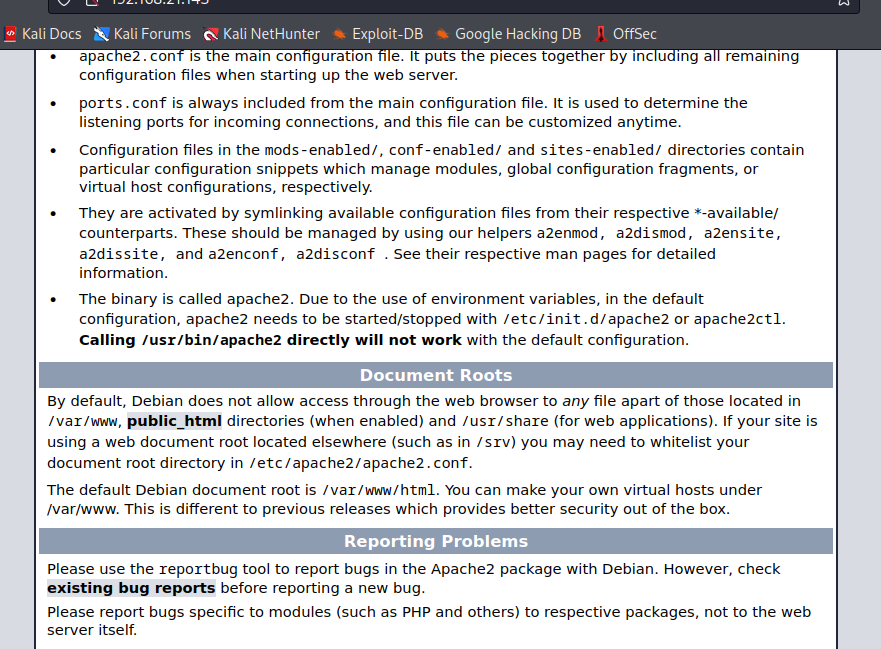 Kali Docs Kali Forums Kali NetHunter Exploit-DB Google Hacking DB OffSec
apache2.conf is the main configuration file. It puts the pieces together by including all remaining
configuration files when starting up the web server.
ports.conf is always included from the main configuration file. It is used to determine the
listening ports for incoming connections, and this file can be customized anytime.
Configuration files in the mods-enabled/, conf-enabled/ and sites-enabled/ directories contain
particular configuration snippets which manage modules, global configuration fragments, or
virtual host configurations, respectively.
They are activated by symlinking available configuration files from their respective *-available/
counterparts. These should be managed by using our helpers a2enmod, a2dismod, a2ensite,
a2dissite, and a2enconf, a2disconf . See their respective man pages for detailed
information.
The binary is called apache2. Due to the use of environment variables, in the default
configuration, apache2 needs to be started/stopped with /etc/init.d/apache2 or apache2ctl.
Calling /usr/bin/apache2 directly will not work with the default configuration.
Document Roots
By default, Debian does not allow access through the web browser to any file apart of those located in
/var/www, public_html directories (when enabled) and /usr/share (for web applications). If your site is
using a web document root located elsewhere (such as in /srv) you may need to whitelist your
document root directory in /etc/apache2/apache2.conf.
The default Debian document root is /var/www/html. You can make your own virtual hosts under
/var/www. This is different to previous releases which provides better security out of the box.
Reporting Problems
Please use the reportbug tool to report bugs in the Apache2 package with Debian. However, check
existing bug reports before reporting a new bug.
Please report bugs specific to modules (such as PHP and others) to respective packages, not to the web
server itself.